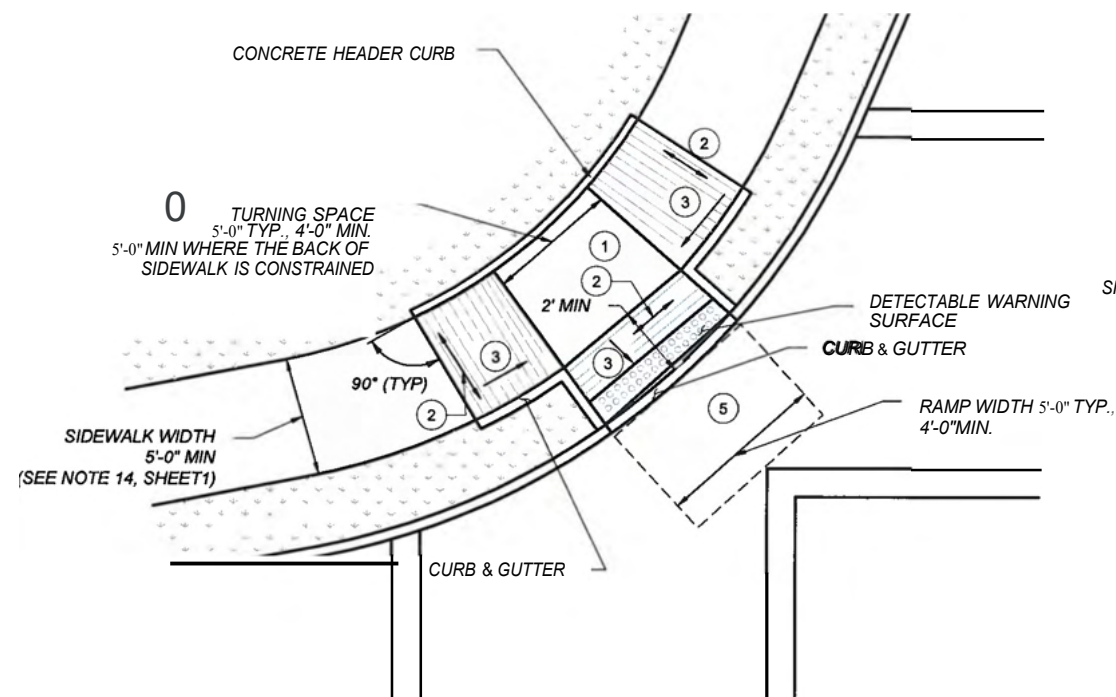 CONCRETE HEADER CURB
2
0
TURNING SPACE
5'-0" TYP., 4'-0" MIN.
5'-0" MIN WHERE THE BACK OF
SIDEWALK IS CONSTRAINED
3
1
2
2' MIN
DETECTABLE WARNING
SURFACE
CURB & GUTTER
3
3
90° (TYP)
2
5
RAMP WIDTH 5'-0" TYP.,
4'-0"MIN.
SIDEWALK WIDTH
5'-0" MIN
(SEE NOTE 14, SHEET1)
CURB & GUTTER